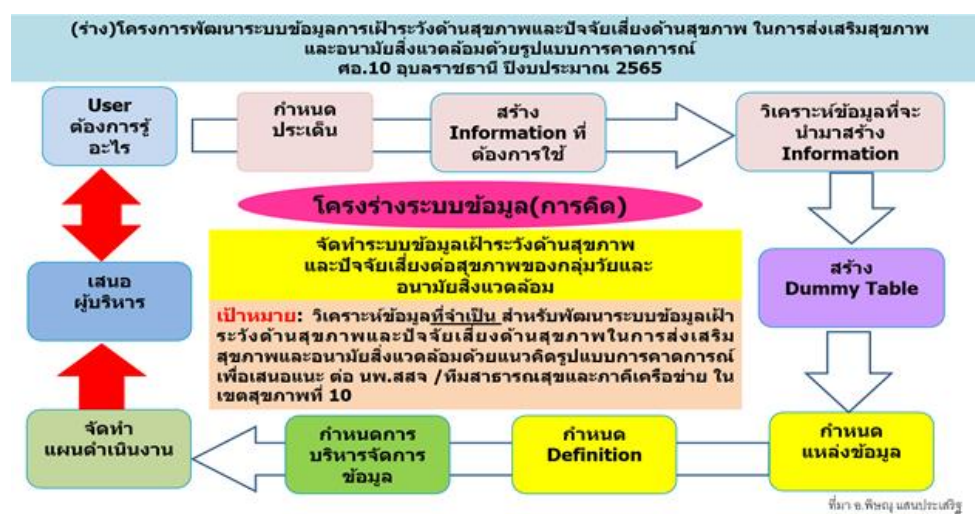 (ร่าง)โครงการพัฒนาระบบข้อมูลการเฝ้าระวังด้านสุขภาพและปัจจัยเสี่ยงด้านสุขภาพ ในการส่งเสริมสุขภาพ
และอนามัยสิ่งแวดล้อมด้วยรูปแบบการคาดการณ์
ศอ.10 อุบลราชธานี ปีงบประมาณ 2565
User
ต้องการรู้
อะไร
กำหนด
ประเด็น
สร้าง
Information ที่
ต้องการใช้
วิเคราะห์ข้อมูลที่จะ
นำมาสร้าง
Information
โครงร่างระบบข้อมูล(การคิด)
จัดทำระบบข้อมูลเฝ้าระวังด้านสุขภาพ
และปัจจัยเสี่ยงต่อสุขภาพของกลุ่มวัยและ
อนามัยสิ่งแวดล้อม
เป้าหมาย: วิเคราะห์ข้อมูลที่จำเป็น สำหรับพัฒนาระบบข้อมูลเฝ้า
ระวังด้านสุขภาพและปัจจัยเสี่ยงด้านสุขภาพในการส่งเสริม
สุขภาพและอนามัยสิ่งแวดล้อมด้วยแนวคิดรูปแบบการคาดการณ์
เพื่อเสนอแนะ ต่อ นพ.สสจ /ทีมสาธารณสุขและภาคีเครือข่าย ใน
เขตสุขภาพที่ 10
เสนอ
ผู้บริหาร
สร้าง
Dummy Table
จัดทำ
แผนดำเนินงาน
กำหนดการ
บริหารจัดการ
ข้อมูล
กำหนด
Definition
กำหนด
แหล่งข้อมูล
ที่มา อ.พิษณุ แสนประเสริฐ